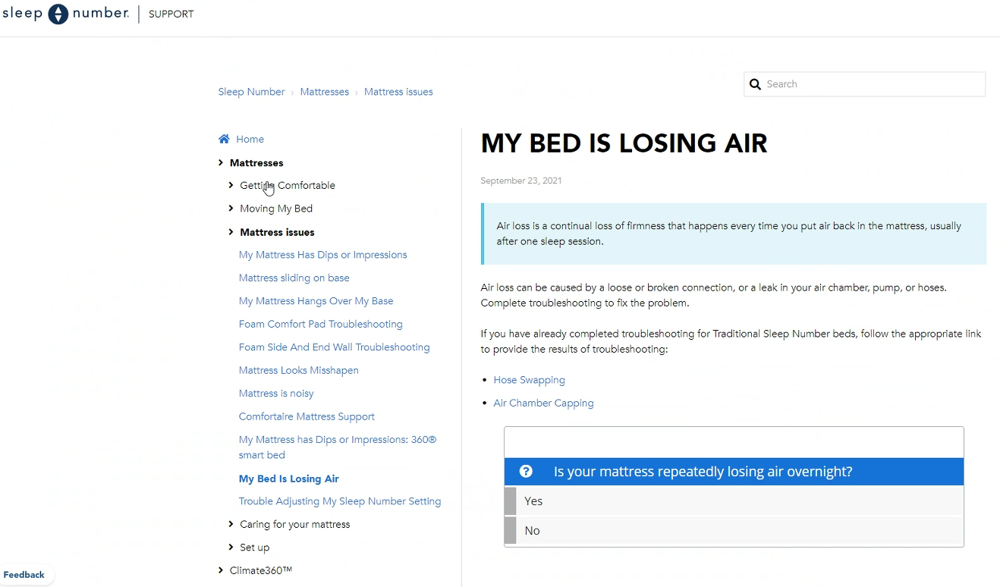 sleep number. SUPPORT
Search
Sleep Number › Mattresses › Mattress issues
Home
Mattresses
Getting Comfortable
Moving My Bed
Mattress issues
My Mattress Has Dips or Impressions
Mattress sliding on base
My Mattress Hangs Over My Base
Foam Comfort Pad Troubleshooting
Foam Side And End Wall Troubleshooting
Mattress Looks Misshapen
Mattress is noisy
Comfortaire Mattress Support
My Mattress has Dips or Impressions: 360®
smart bed
My Bed Is Losing Air
Trouble Adjusting My Sleep Number Setting
Caring for your mattress
Set up
Climate360™
MY BED IS LOSING AIR
September 23, 2021
Air loss is a continual loss of firmness that happens every time you put air back in the mattress, usually
after one sleep session.
Air loss can be caused by a loose or broken connection, or a leak in your air chamber, pump, or hoses.
Complete troubleshooting to fix the problem.
If you have already completed troubleshooting for Traditional Sleep Number beds, follow the appropriate link
to provide the results of troubleshooting:
• Hose Swapping
• Air Chamber Capping
? Is your mattress repeatedly losing air overnight?
Yes
No
Feedback